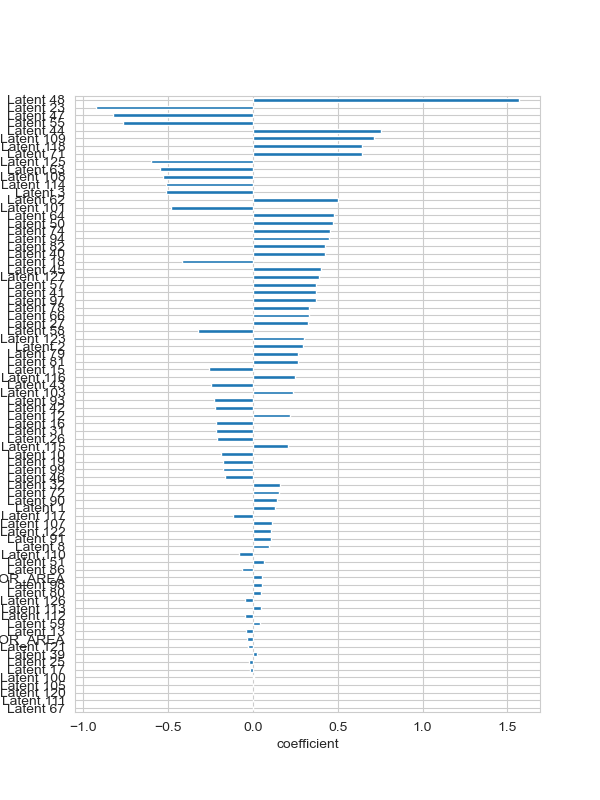 Latent 48
Latent 23
Latent 47
Latent 55
Latent 44
Latent 109
Latent 118
Latent 71
Latent 125
Latent 63
Latent 108
Latent 114
Latent 3
Latent 62
Latent 101
Latent 64
Latent 50
Latent 74
Latent 94
Latent 82
Latent 40
Latent 18
Latent 45
Latent 127
Latent 57
Latent 41
Latent 97
Latent 78
Latent 66
Latent 27
Latent 58
Latent 123
Latent 2
Latent 79
Latent 81
Latent 15
Latent 116
Latent 43
Latent 103
Latent 93
Latent 42
Latent 12
Latent 16
Latent 31
Latent 26
Latent 115
Latent 10
Latent 19
Latent 99
Latent 46
Latent 32
Latent 72
Latent 90
Latent 1
Latent 117
Latent 107
Latent 122
Latent 91
Latent 8
Latent 110
Latent 51
Latent 86
OR_AREA
Latent 98
Latent 80
Latent 126
Latent 113
Latent 112
Latent 59
Latent 13
OR_AREA
Latent 121
Latent 39
Latent 25
Latent 17
Latent 100
Latent 105
Latent 120
Latent 111
Latent 67
−1.0 −0.5 0.0 0.5 1.0 1.5
coefficient